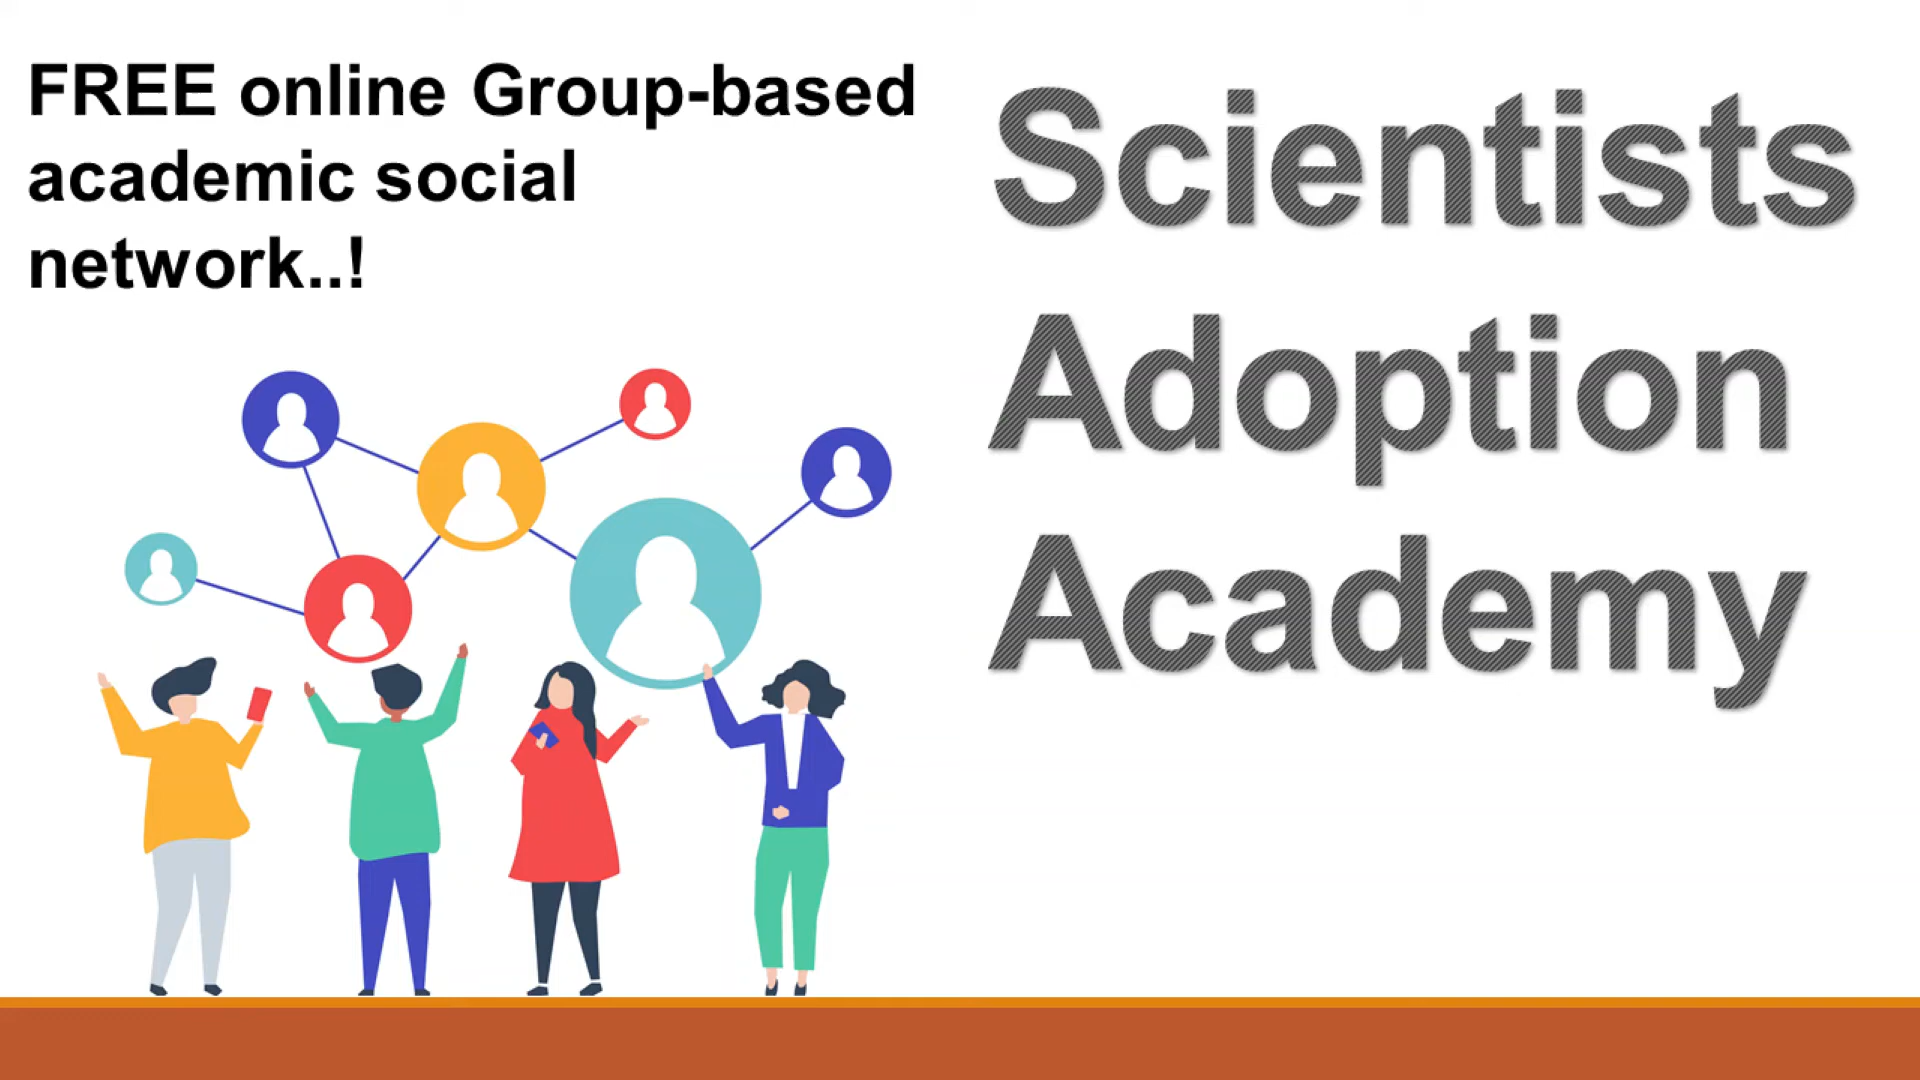 FREE online Group-based
academic social
network..!
Scientists
Adoption
Academy